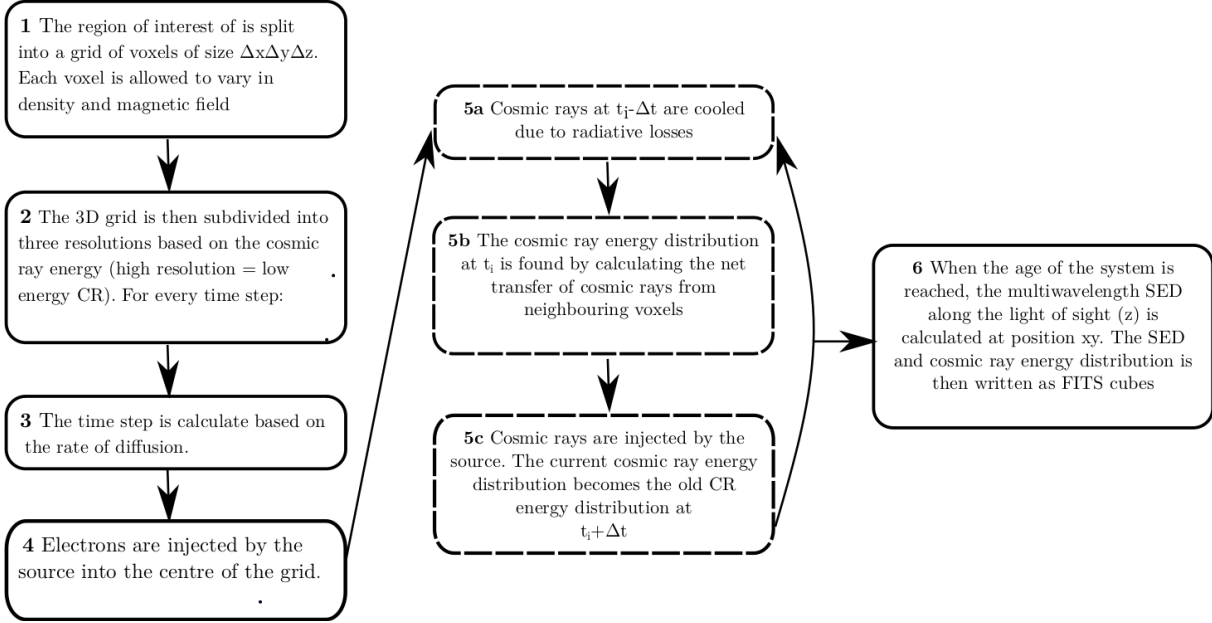 1 The region of interest of is split
into a grid of voxels of size ΔxΔyΔz.
Each voxel is allowed to vary in
density and magnetic field
2 The 3D grid is then subdivided into
three resolutions based on the cosmic
ray energy (high resolution = low
energy CR). For every time step:
3 The time step is calculate based on
the rate of diffusion.
4 Electrons are injected by the
source into the centre of the grid.
5a Cosmic rays at tᵢ-Δt are cooled
due to radiative losses
5b The cosmic ray energy distribution
at tᵢ is found by calculating the net
transfer of cosmic rays from
neighbouring voxels
5c Cosmic rays are injected by the
source. The current cosmic ray energy
distribution becomes the old CR
energy distribution at
tᵢ+Δt
6 When the age of the system is
reached, the multiwavelength SED
along the light of sight (z) is
calculated at position xy. The SED
and cosmic ray energy distribution is
then written as FITS cubes